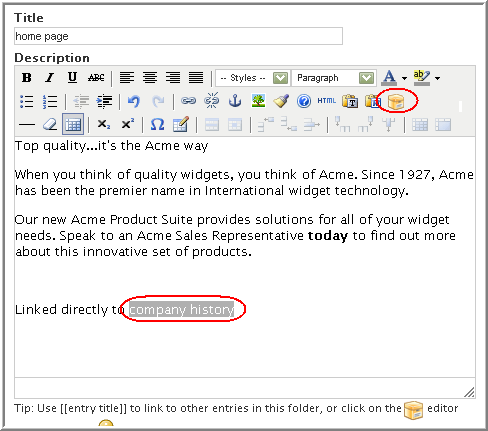 Title
home page
Description
B I U ABC -- Styles -- Paragraph A ab
HTML T W
x₂ x² Ω
Top quality...it's the Acme way
When you think of quality widgets, you think of Acme. Since 1927, Acme
has been the premier name in International widget technology.
Our new Acme Product Suite provides solutions for all of your widget
needs. Speak to an Acme Sales Representative today to find out more
about this innovative set of products.
Linked directly to company history
Tip: Use [[entry title]] to link to other entries in this folder, or click on the editor